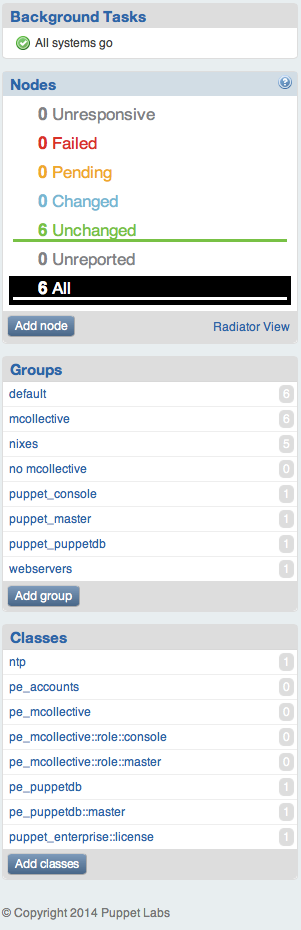 Background Tasks
All systems go
Nodes ?
0 Unresponsive
0 Failed
0 Pending
0 Changed
6 Unchanged
0 Unreported
6 All
Add node Radiator View
Groups
default 6
mcollective 6
nixes 5
no mcollective 0
puppet_console 1
puppet_master 1
puppet_puppetdb 1
webservers 1
Add group
Classes
ntp 1
pe_accounts 0
pe_mcollective 0
pe_mcollective::role::console 0
pe_mcollective::role::master 0
pe_puppetdb 1
pe_puppetdb::master 0
puppet_enterprise::license 1
Add classes
© Copyright 2014 Puppet Labs